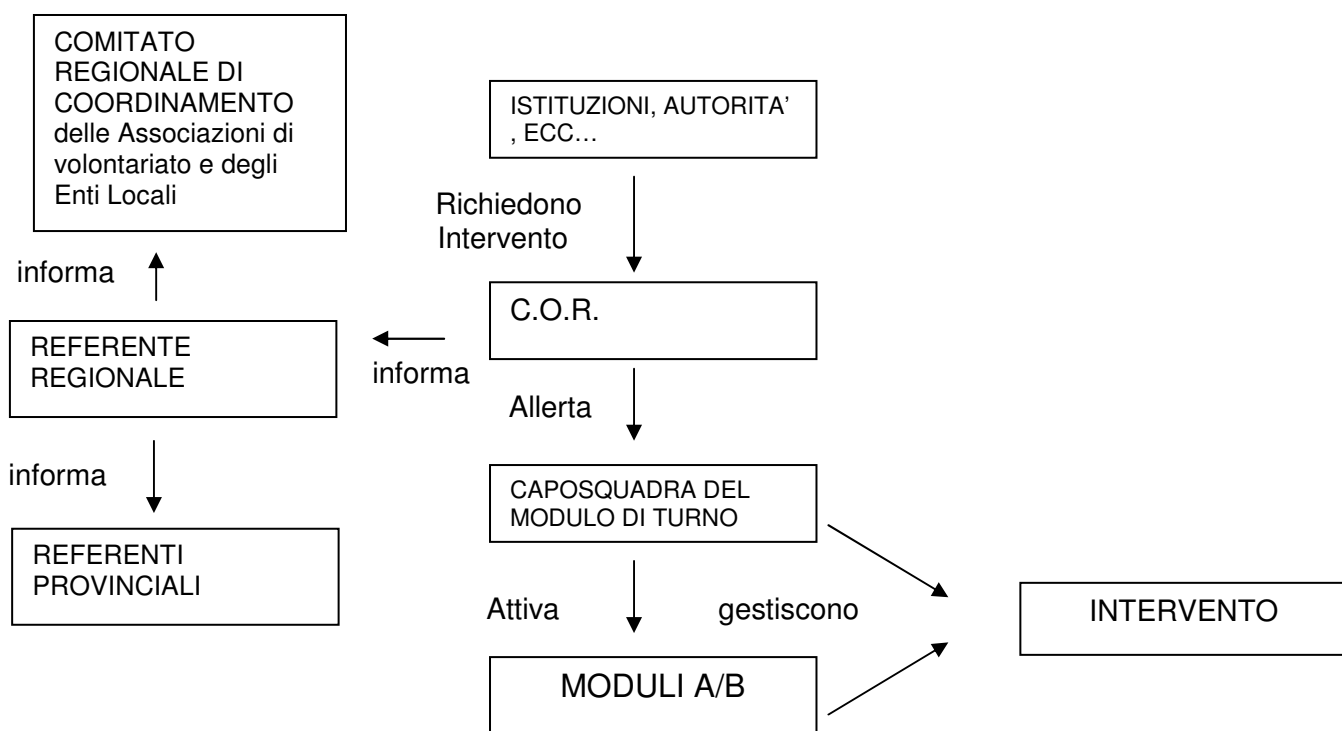 COMITATO
REGIONALE DI
COORDINAMENTO
delle Associazioni di
volontariato e degli
Enti Locali
ISTITUZIONI, AUTORITA’
, ECC…
Richiedono
Intervento
informa
C.O.R.
REFERENTE
REGIONALE
informa
Allerta
informa
CAPOSQUADRA DEL
MODULO DI TURNO
REFERENTI
PROVINCIALI
Attiva
gestiscono
INTERVENTO
MODULI A/B